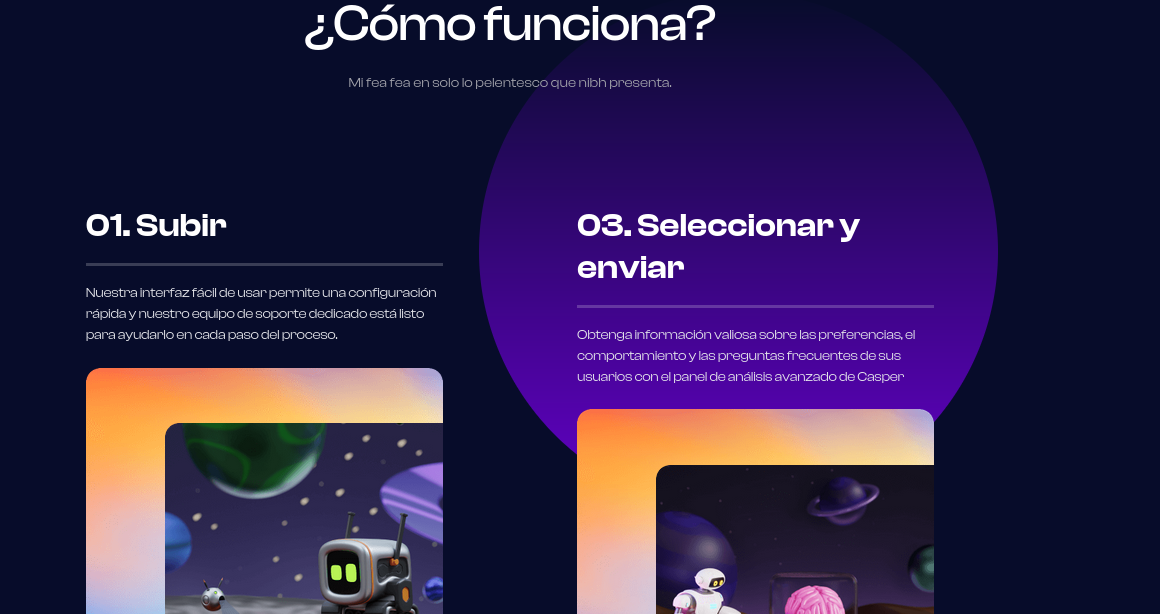 ¿Cómo funciona?
Mi fea fea en solo lo pelentesco que nibh presenta.
01. Subir
Nuestra interfaz fácil de usar permite una configuración
rápida y nuestro equipo de soporte dedicado está listo
para ayudarlo en cada paso del proceso.
03. Seleccionar y
enviar
Obtenga información valiosa sobre las preferencias, el
comportamiento y las preguntas frecuentes de sus
usuarios con el panel de análisis avanzado de Casper